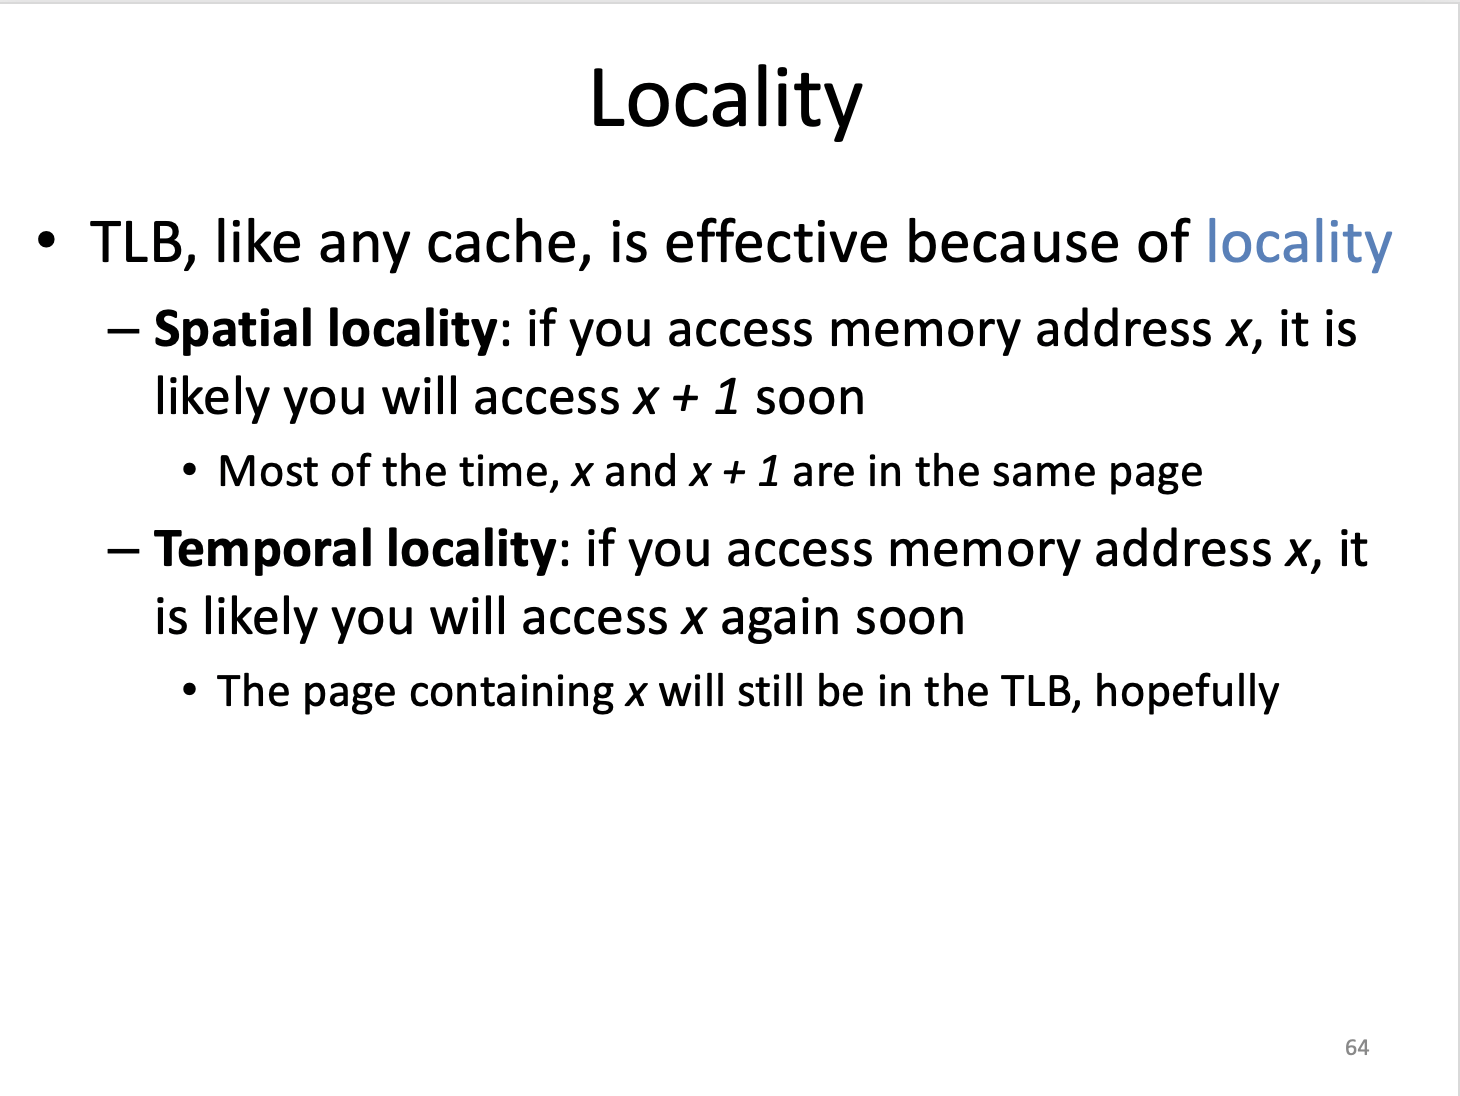 Locality
• TLB, like any cache, is effective because of locality
– Spatial locality: if you access memory address x, it is
likely you will access x + 1 soon
• Most of the time, x and x + 1 are in the same page
– Temporal locality: if you access memory address x, it
is likely you will access x again soon
• The page containing x will still be in the TLB, hopefully
64